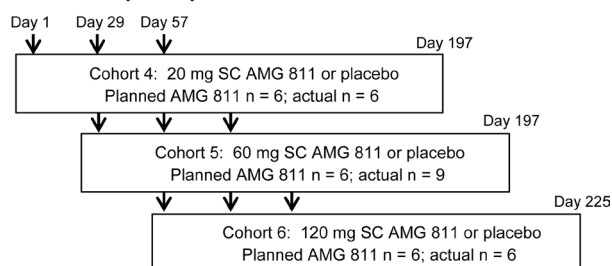 Day 1 Day 29 Day 57
Day 197
Cohort 4: 20 mg SC AMG 811 or placebo
Planned AMG 811 n = 6; actual n = 6
Day 197
Cohort 5: 60 mg SC AMG 811 or placebo
Planned AMG 811 n = 6; actual n = 9
Day 225
Cohort 6: 120 mg SC AMG 811 or placebo
Planned AMG 811 n = 6; actual n = 6